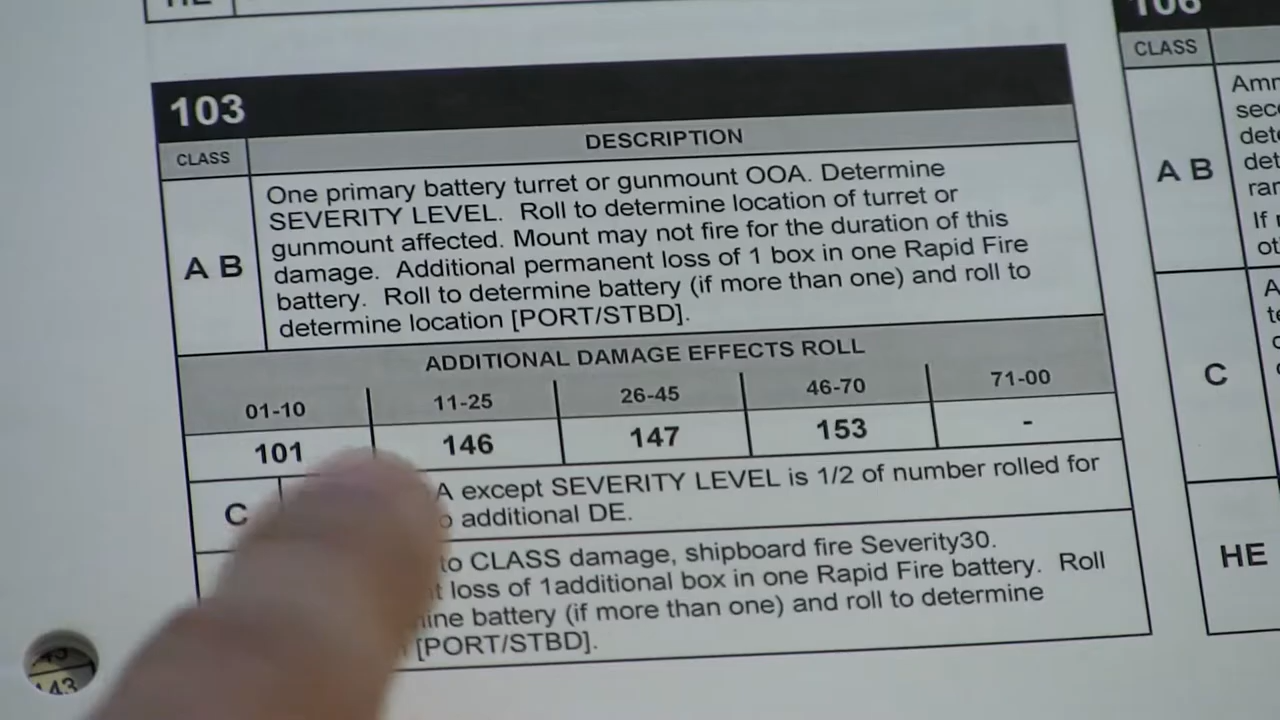 HE
103
CLASS
DESCRIPTION
A B
One primary battery turret or gunmount OOA. Determine
SEVERITY LEVEL. Roll to determine location of turret or
gunmount affected. Mount may not fire for the duration of this
damage. Additional permanent loss of 1 box in one Rapid Fire
battery. Roll to determine battery (if more than one) and roll to
determine location [PORT/STBD].
ADDITIONAL DAMAGE EFFECTS ROLL
01-10 11-25 26-45 46-70 71-00
101 146 147 153 -
C
A except SEVERITY LEVEL is 1/2 of number rolled for
additional DE.
to CLASS damage, shipboard fire Severity30.
loss of 1additional box in one Rapid Fire battery. Roll
battery (if more than one) and roll to determine
[PORT/STBD].
106
CLASS
A B
If
C
HE
43